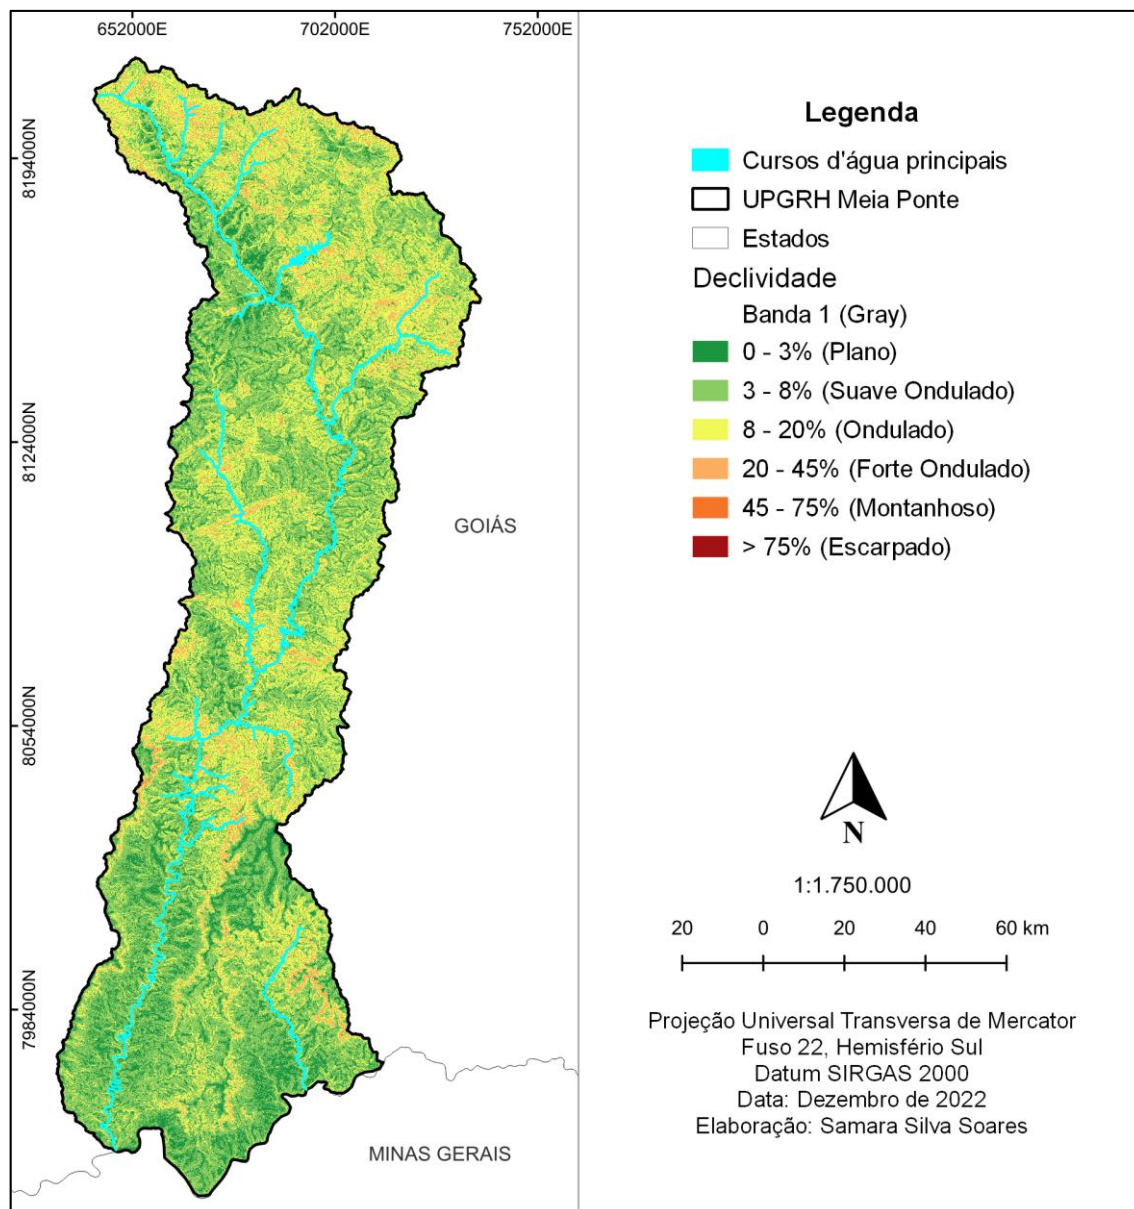 652000E
702000E
752000E
8194000N
8124000N
8054000N
7984000N
GOIÁS
MINAS GERAIS
Legenda
Cursos d'água principais
UPGRH Meia Ponte
Estados
Declividade
Banda 1 (Gray)
0 - 3% (Plano)
3 - 8% (Suave Ondulado)
8 - 20% (Ondulado)
20 - 45% (Forte Ondulado)
45 - 75% (Montanhoso)
> 75% (Escarpado)
N
1:1.750.000
20 0 20 40 60 km
Projeção Universal Transversa de Mercator
Fuso 22, Hemisfério Sul
Datum SIRGAS 2000
Data: Dezembro de 2022
Elaboração: Samara Silva Soares